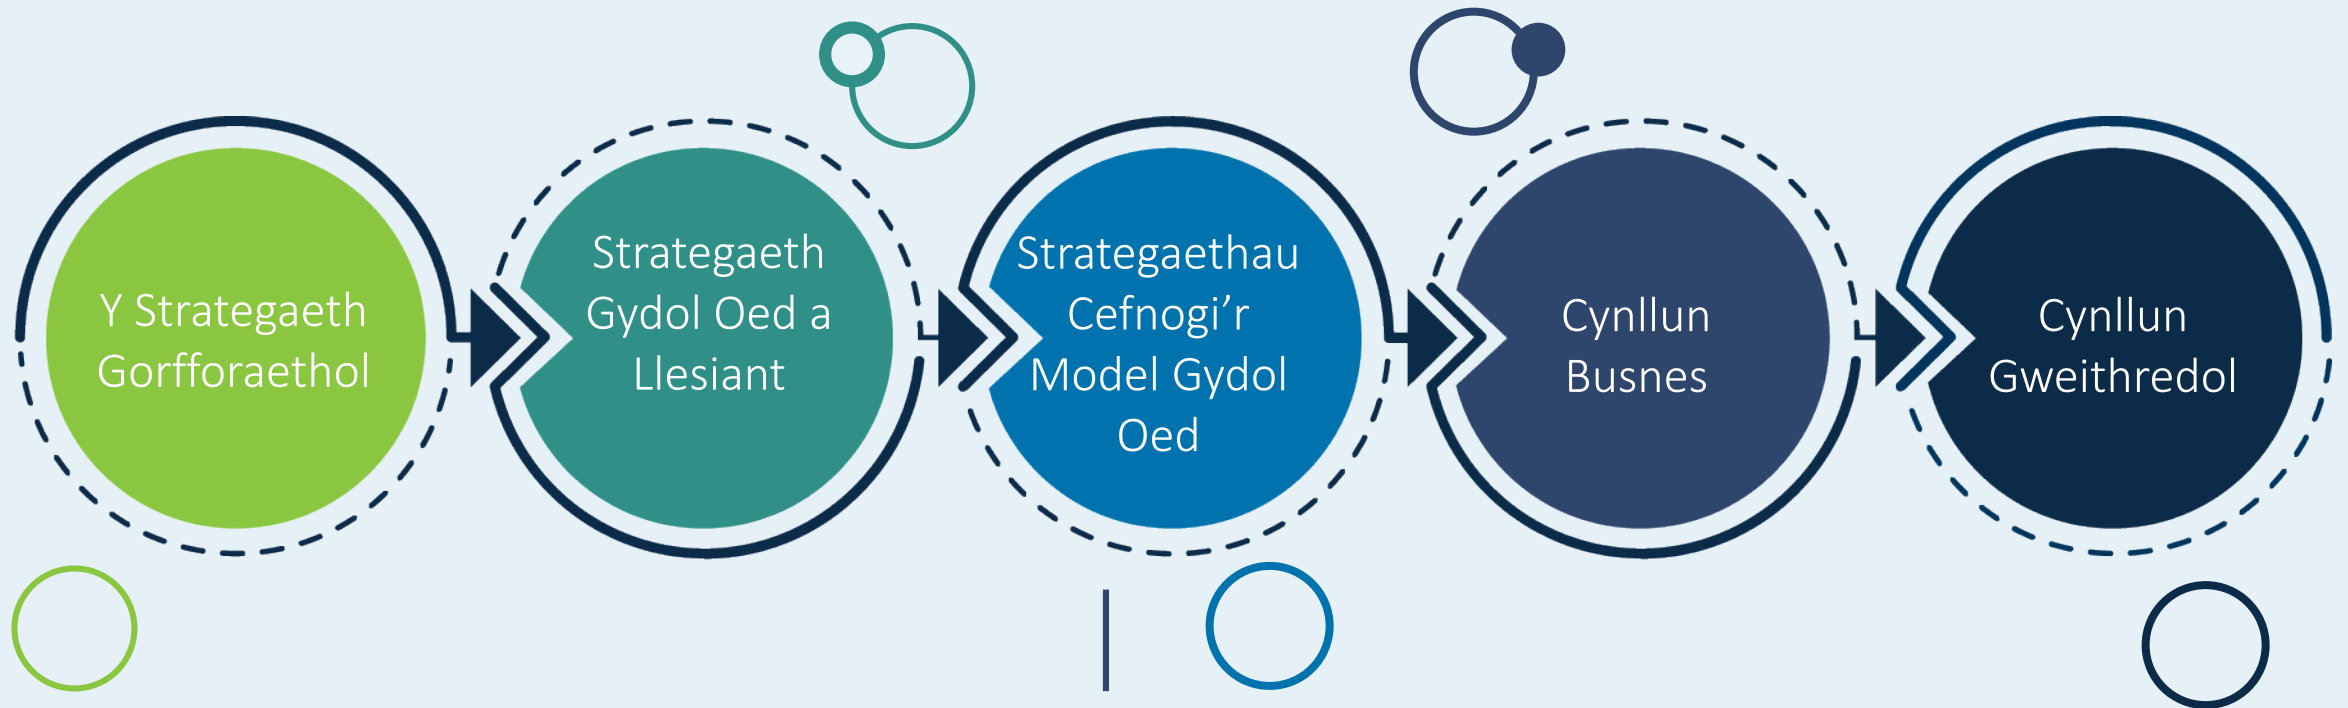 Y Strategaeth
Gorfforaethol
Strategaeth
Gydol Oed a
Llesiant
Strategaethau
Cefnogi’r
Model Gydol
Oed
Cynllun
Busnes
Cynllun
Gweithredol